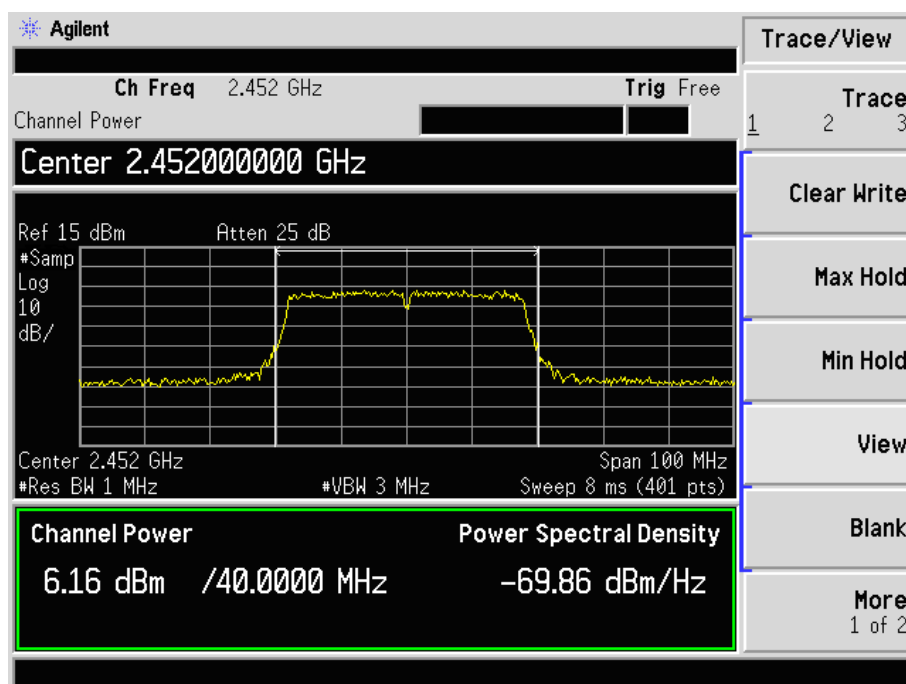 Agilent
Trace/View
Ch Freq 2.452 GHz Trig Free
Channel Power
Trace
1 2 3
Center 2.452000000 GHz
Clear Write
Ref 15 dBm Atten 25 dB
#Samp
Log
10
dB/
Max Hold
Min Hold
Center 2.452 GHz Span 100 MHz
#Res BW 1 MHz #VBW 3 MHz Sweep 8 ms (401 pts)
View
Channel Power Power Spectral Density
6.16 dBm /40.0000 MHz -69.86 dBm/Hz
Blank
More
1 of 2